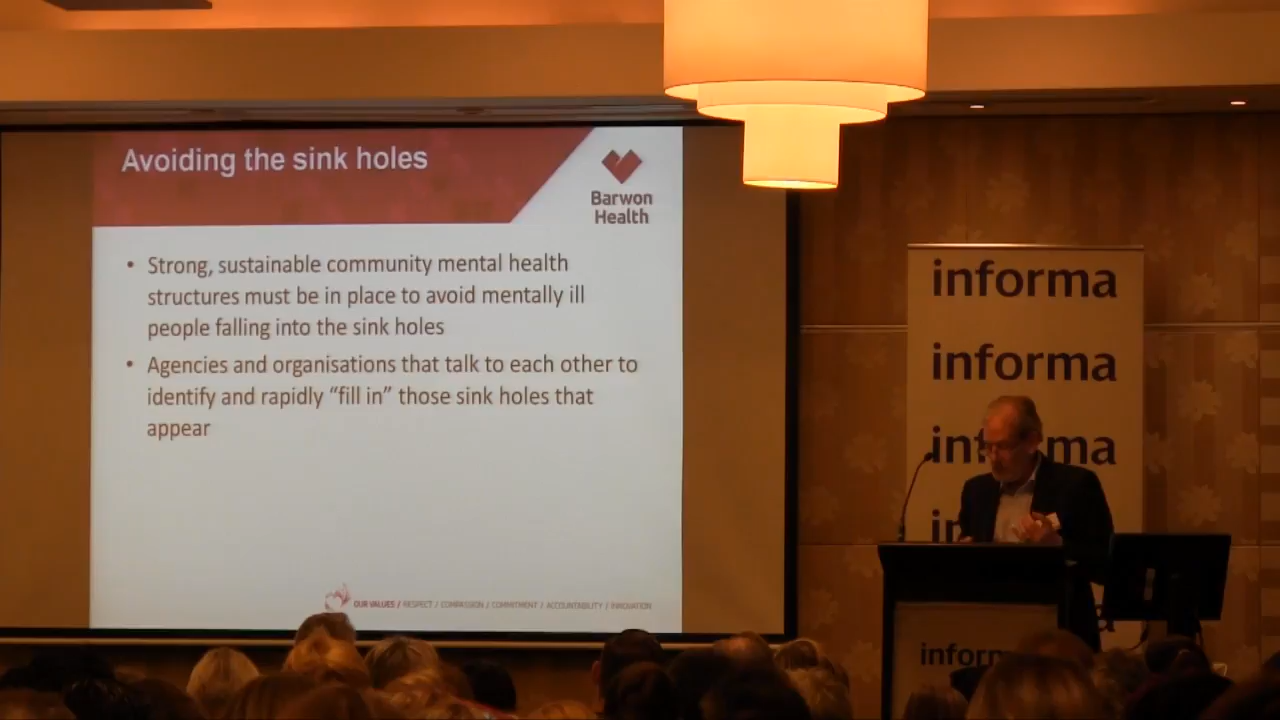 Avoiding the sink holes
Barwon
Health
• Strong, sustainable community mental health
structures must be in place to avoid mentally ill
people falling into the sink holes
• Agencies and organisations that talk to each other to
identify and rapidly “fill in” those sink holes that
appear
OUR VALUES / RESPECT / COMPASSION / COMMITMENT / ACCOUNTABILITY / INNOVATION
informa
informa